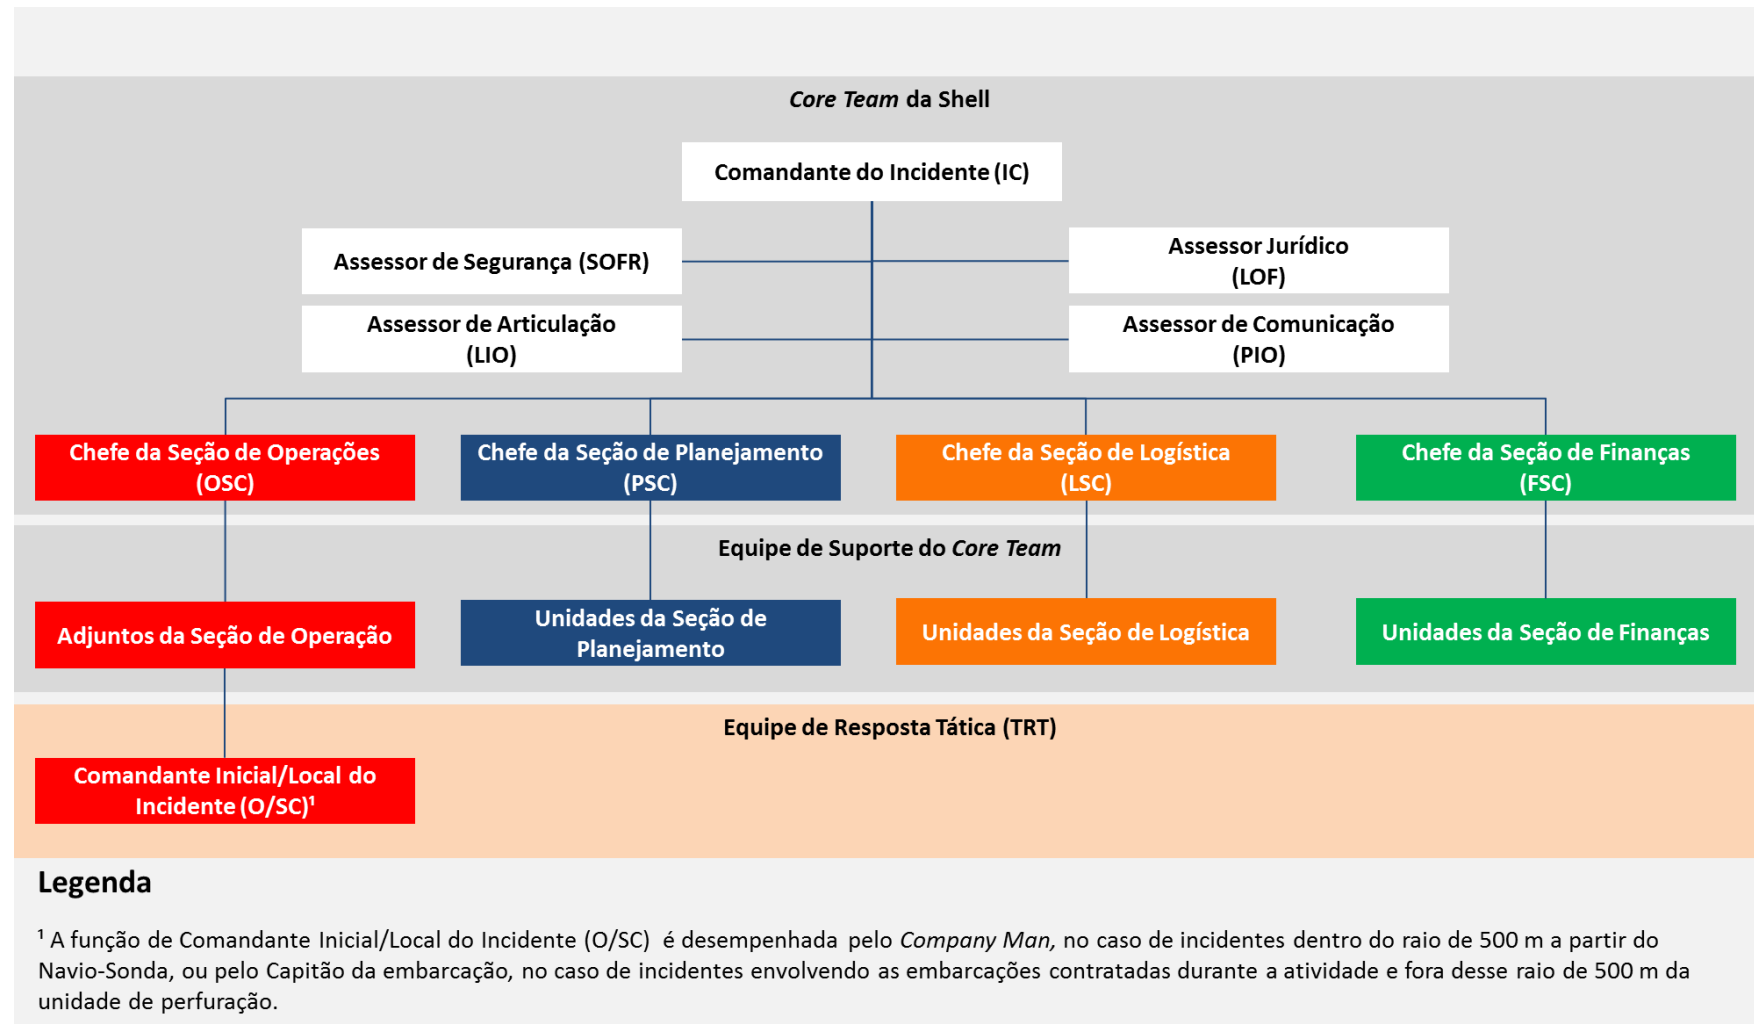 Core Team da Shell
Comandante do Incidente (IC)
Assessor de Segurança (SOFR)
Assessor Jurídico
(LOF)
Assessor de Articulação
(LIO)
Assessor de Comunicação
(PIO)
Chefe da Seção de Operações
(OSC)
Chefe da Seção de Planejamento
(PSC)
Chefe da Seção de Logística
(LSC)
Chefe da Seção de Finanças
(FSC)
Equipe de Suporte do Core Team
Adjuntos da Seção de Operação
Unidades da Seção de
Planejamento
Unidades da Seção de Logística
Unidades da Seção de Finanças
Equipe de Resposta Tática (TRT)
Comandante Inicial/Local do
Incidente (O/SC)¹
Legenda
¹ A função de Comandante Inicial/Local do Incidente (O/SC) é desempenhada pelo Company Man, no caso de incidentes dentro do raio de 500 m a partir do
Navio-Sonda, ou pelo Capitão da embarcação, no caso de incidentes envolvendo as embarcações contratadas durante a atividade e fora desse raio de 500 m da
unidade de perfuração.